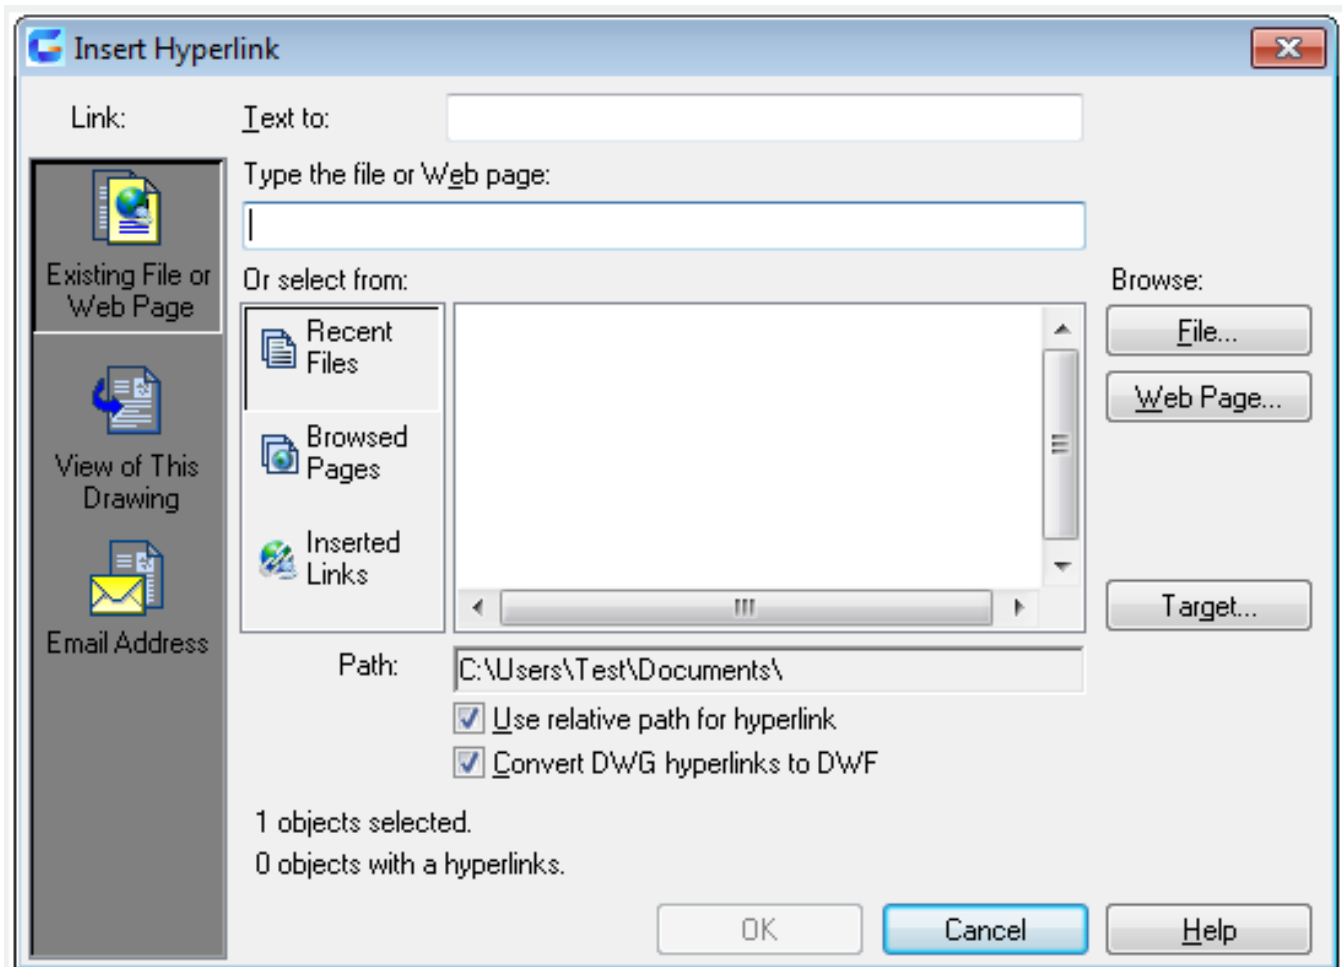 Insert Hyperlink
Link:
Text to:
Type the file or Web page:
Existing File or
Web Page
Or select from:
Browse:
Recent
Files
File...
Web Page...
Browsed
Pages
View of This
Drawing
Inserted
Links
Target...
Email Address
Path:
C:\Users\Test\Documents\
Use relative path for hyperlink
Convert DWG hyperlinks to DWF
1 objects selected.
0 objects with a hyperlinks.
OK
Cancel
Help